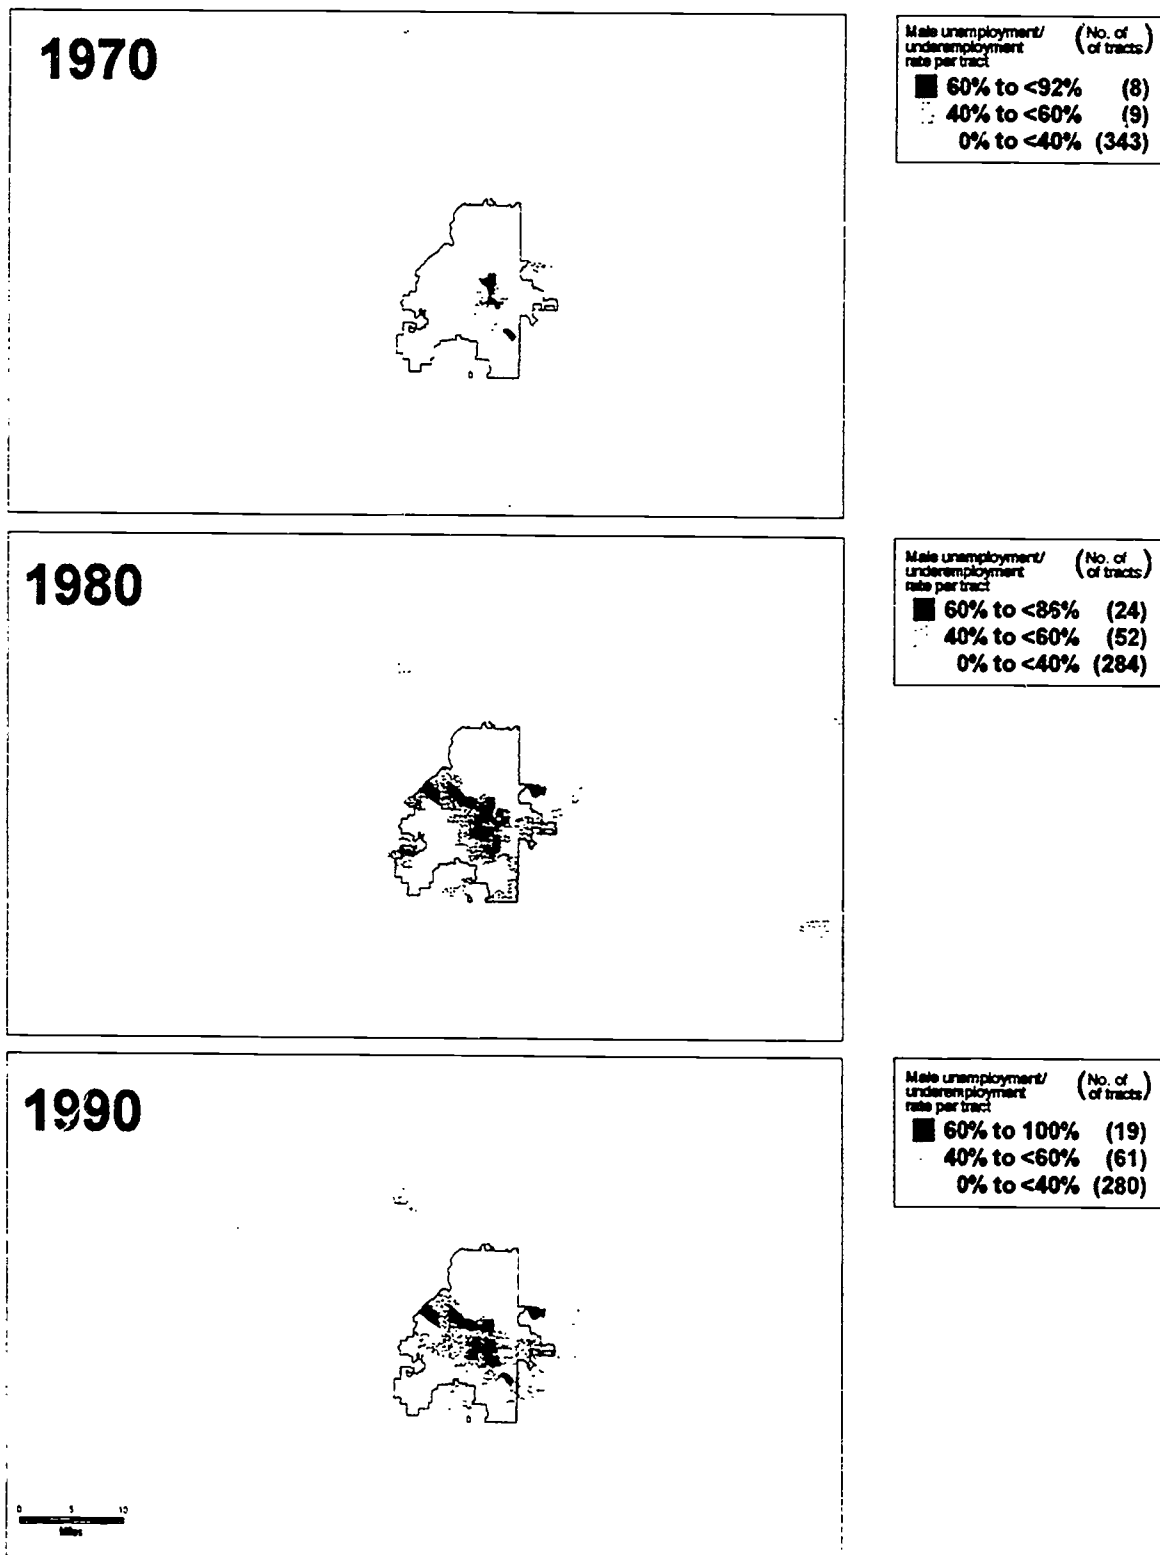 1970
Male unemployment/ (No. of
underemployment of tracts)
rate per tract
60% to <92% (8)
40% to <60% (9)
0% to <40% (343)
1980
Male unemployment/ (No. of
underemployment of tracts)
rate per tract
60% to <86% (24)
40% to <60% (52)
0% to <40% (284)
1990
Male unemployment/ (No. of
underemployment of tracts)
rate per tract
60% to 100% (19)
40% to <60% (61)
0% to <40% (280)
0 5 10
Miles